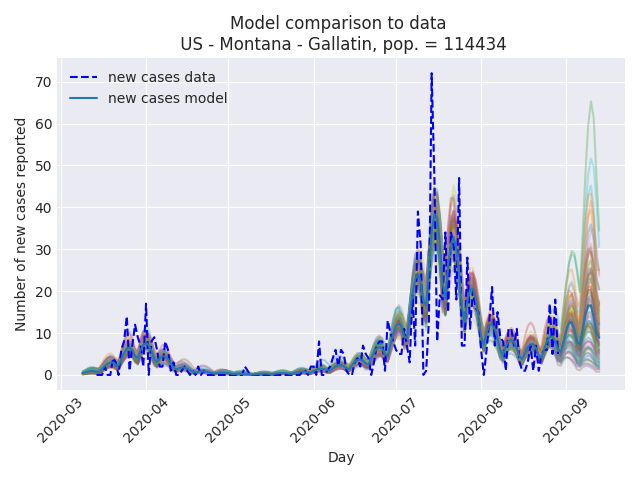 Model comparison to data
US - Montana - Gallatin, pop. = 114434
new cases data
new cases model
Number of new cases reported
70
60
50
40
30
20
10
0
2020-03
2020-04
2020-05
2020-06
2020-07
2020-08
2020-09
Day